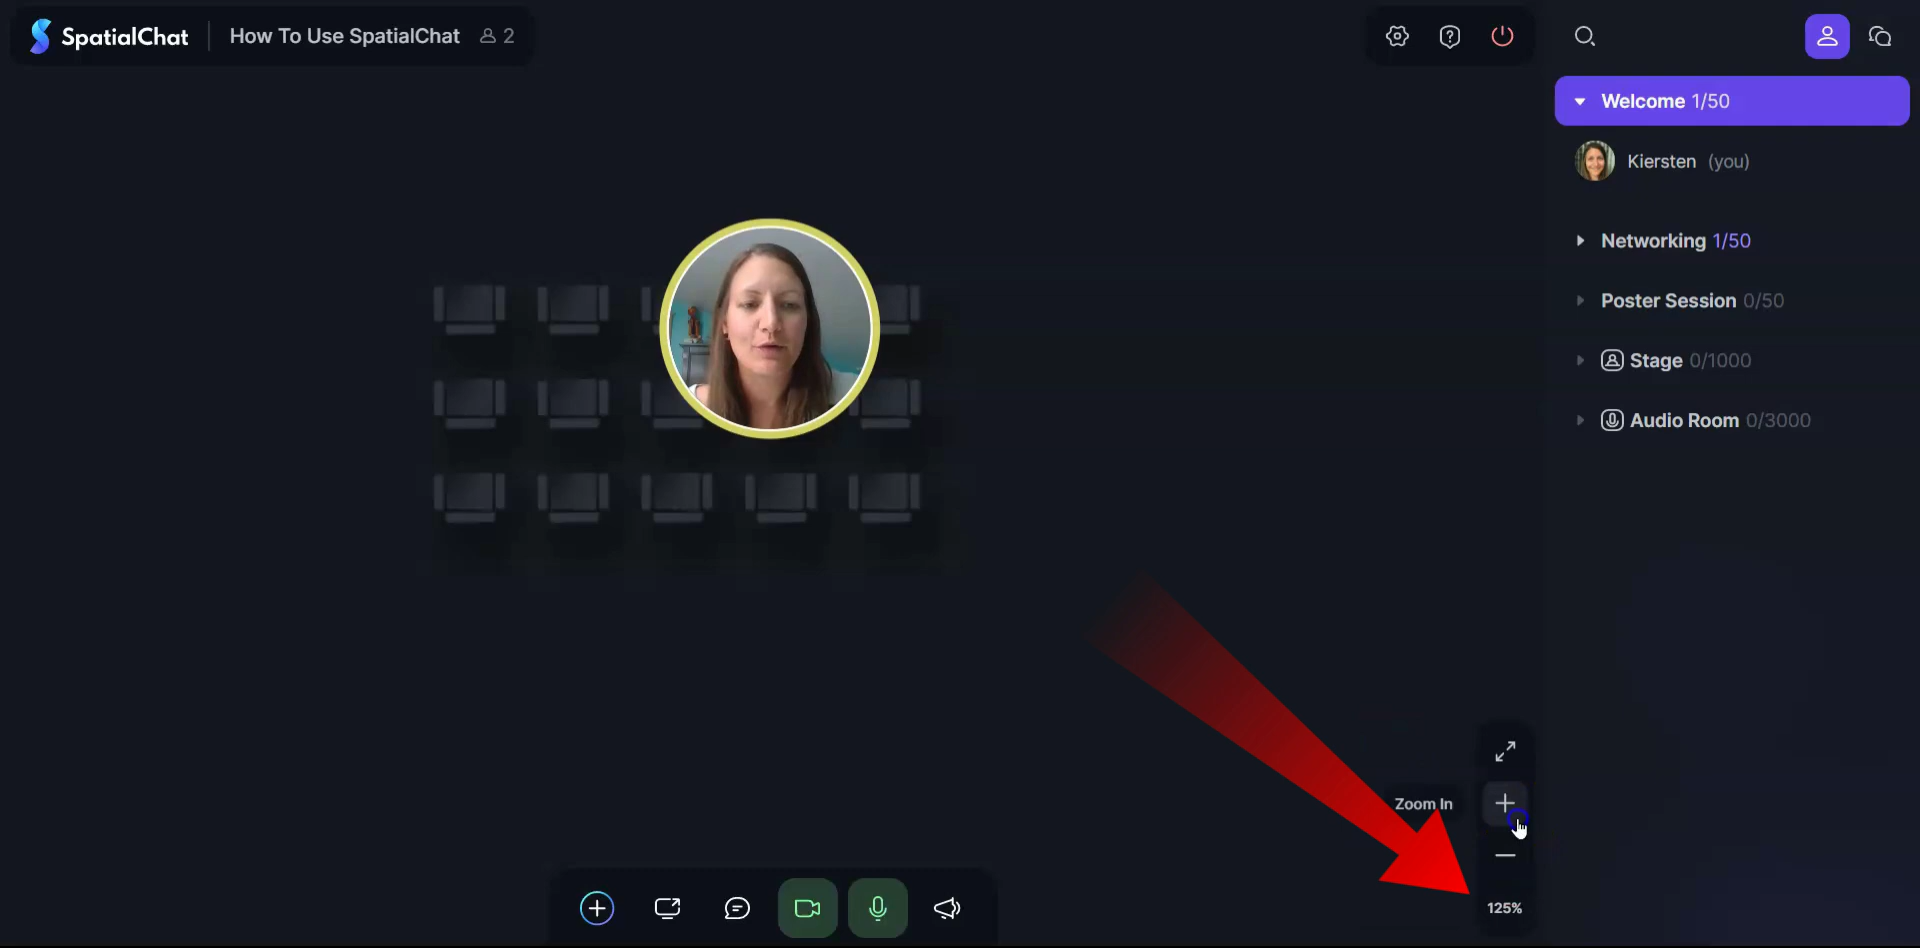 SpatialChat
How To Use SpatialChat
2
Welcome 1/50
Kiersten (you)
Networking 1/50
Poster Session 0/50
Stage 0/1000
Audio Room 0/3000
Zoom In
125%